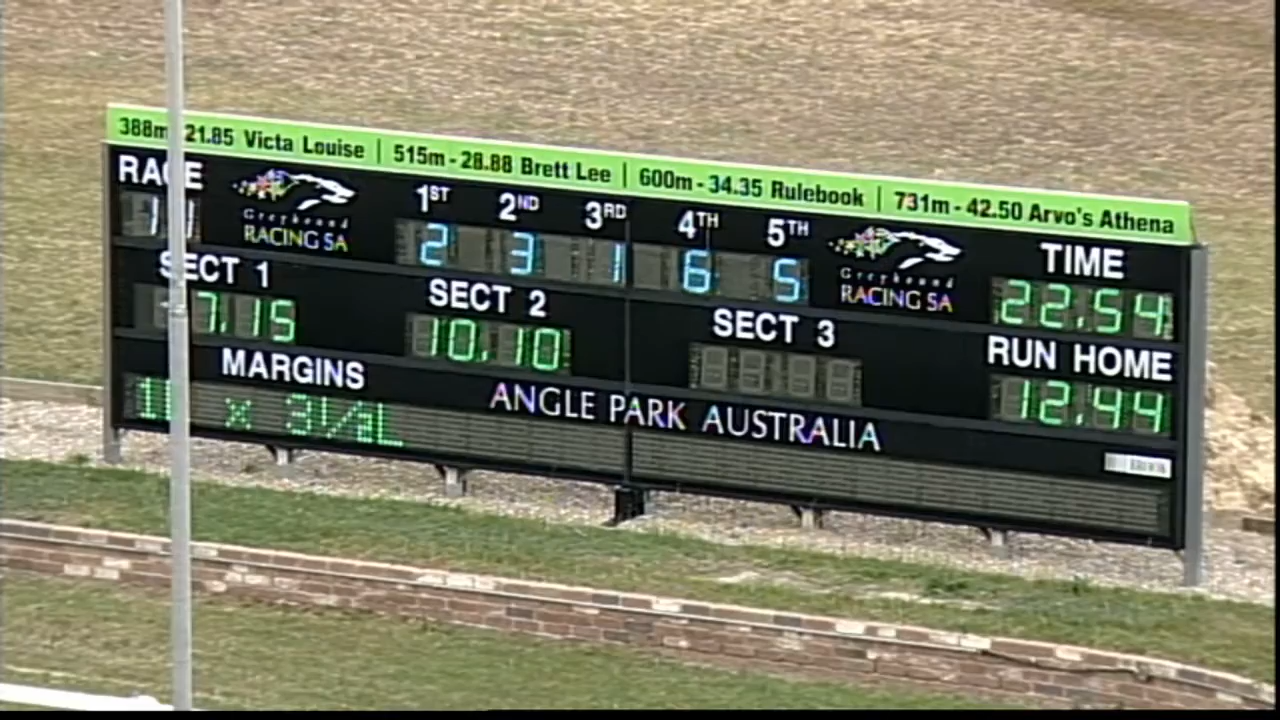 388m 21.85 Victa Louise | 515m - 28.88 Brett Lee | 600m - 34.35 Rulebook | 731m - 42.50 Arvo's Athena
RACE 1ST 2ND 3RD 4TH 5TH TIME
11 Greyhound RACING SA 2 3 1 6 5 Greyhound RACING SA 22.54
SECT 1 SECT 2 SECT 3 RUN HOME
7.15 10.10 12.44
MARGINS ANGLE PARK AUSTRALIA
x 31/2L